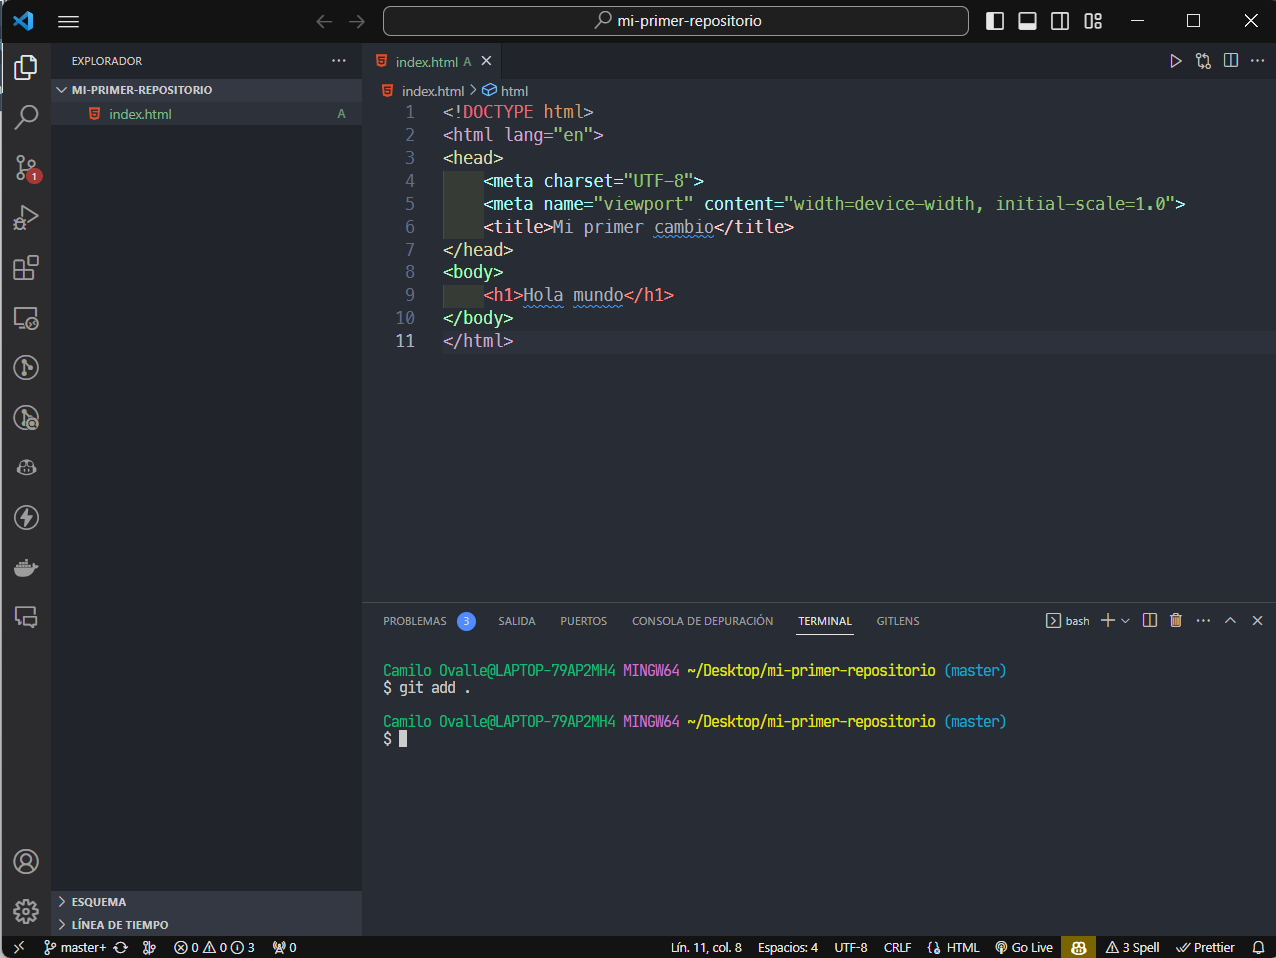 mi-primer-repositorio
EXPLORADOR
MI-PRIMER-REPOSITORIO
index.html A
1
index.html A
index.html > html
1 <!DOCTYPE html>
2 <html lang="en">
3 <head>
4 <meta charset="UTF-8">
5 <meta name="viewport" content="width=device-width, initial-scale=1.0">
6 <title>Mi primer cambio</title>
7 </head>
8 <body>
9 <h1>Hola mundo</h1>
10 </body>
11 </html>
PROBLEMAS 3 SALIDA PUERTOS CONSOLA DE DEPURACIÓN TERMINAL GITLENS bash
Camilo Ovalle@LAPTOP-79AP2MH4 MINGW64 ~/Desktop/mi-primer-repositorio (master)
$ git add .
Camilo Ovalle@LAPTOP-79AP2MH4 MINGW64 ~/Desktop/mi-primer-repositorio (master)
$
ESQUEMA
LÍNEA DE TIEMPO
master+ 0 0 3 0 Lín. 11, col. 8 Espacios: 4 UTF-8 CRLF HTML Go Live 3 Spell Prettier